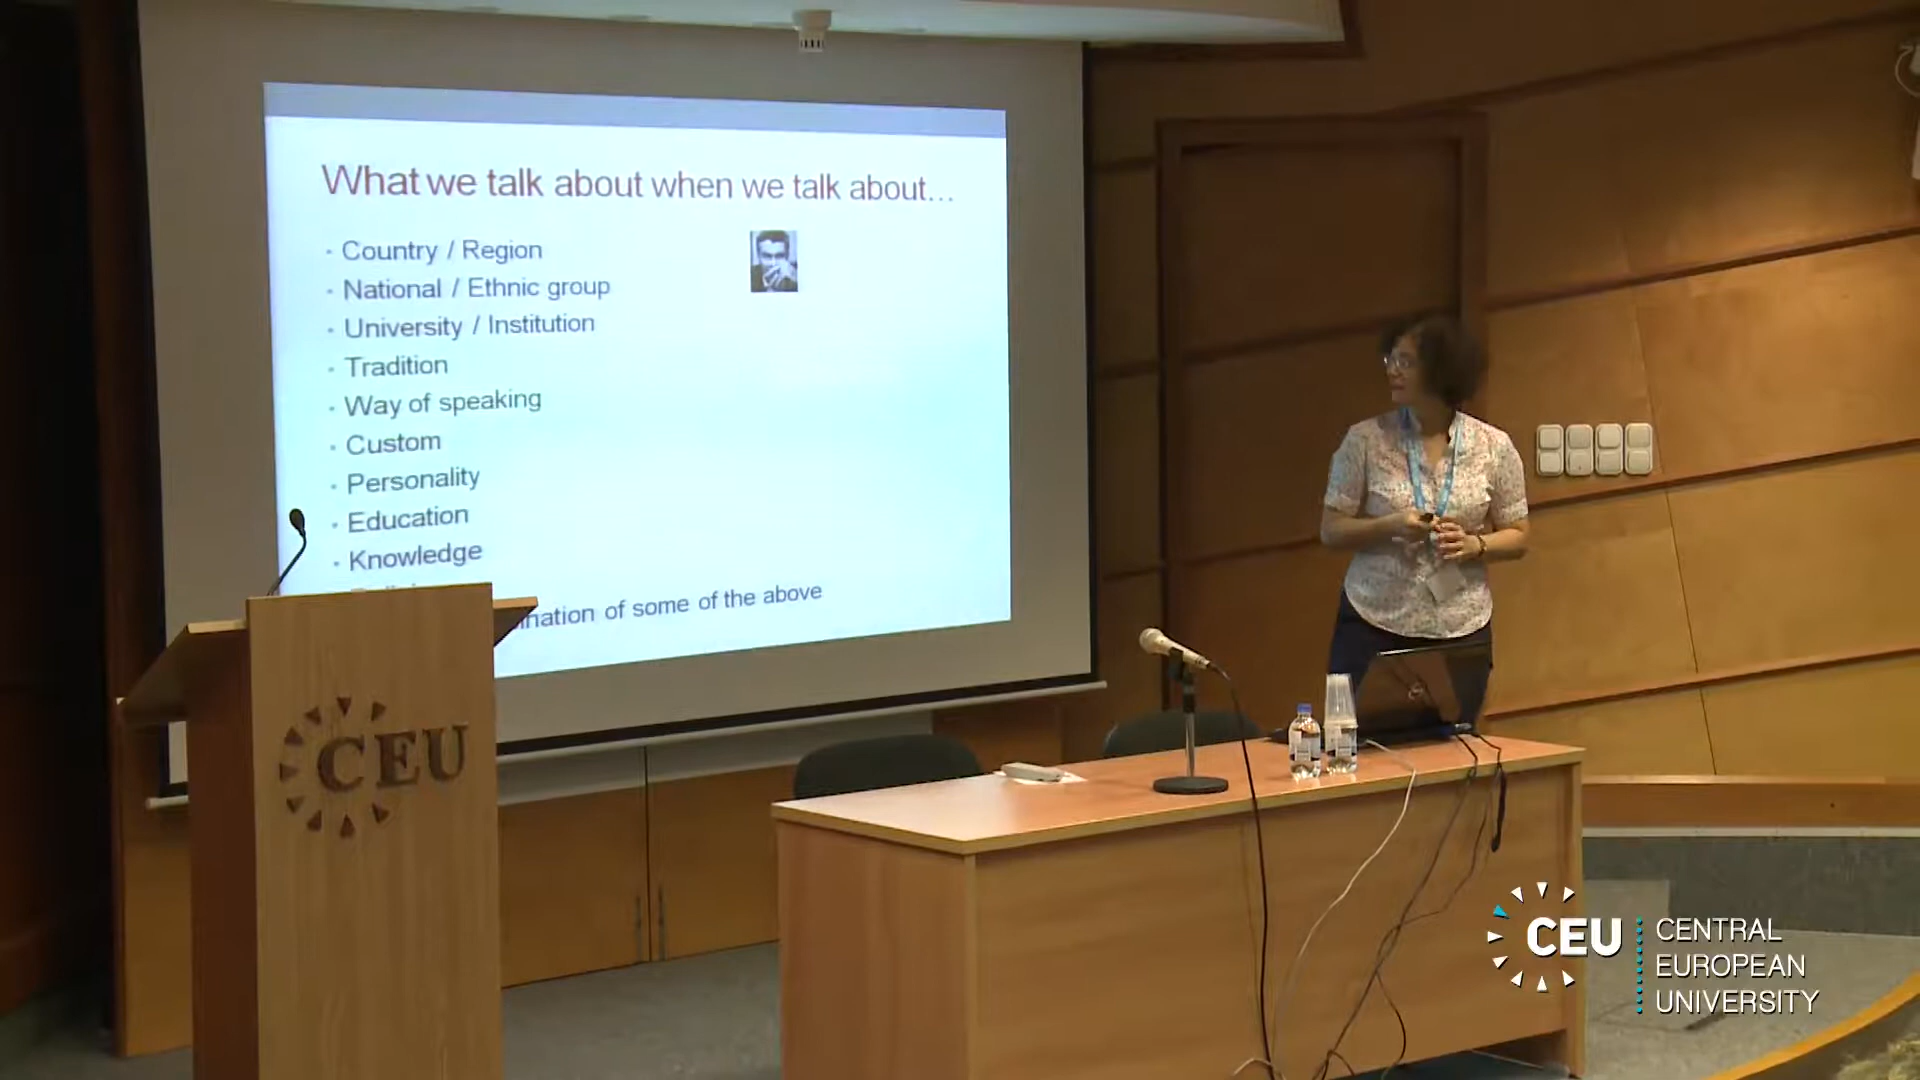 What we talk about when we talk about...
· Country / Region
· National / Ethnic group
· University / Institution
· Tradition
· Way of speaking
· Custom
· Personality
· Education
· Knowledge
of some of the above
CEU
CEU
CENTRAL
EUROPEAN
UNIVERSITY